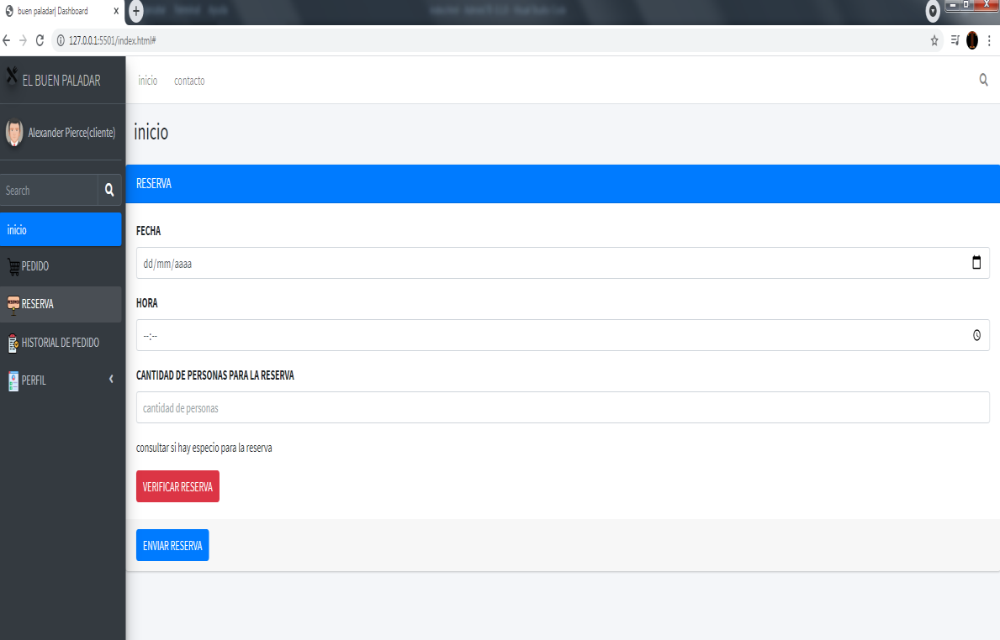 buen paladar| Dashboard
127.0.0.1:5501/index.html#
EL BUEN PALADAR
inicio contacto
Alexander Pierce(cliente)
inicio
Search
RESERVA
inicio
FECHA
PEDIDO
dd/mm/aaaa
RESERVA
HORA
HISTORIAL DE PEDIDO
--:--
PERFIL
CANTIDAD DE PERSONAS PARA LA RESERVA
cantidad de personas
consultar si hay especio para la reserva
VERIFICAR RESERVA
ENVIAR RESERVA